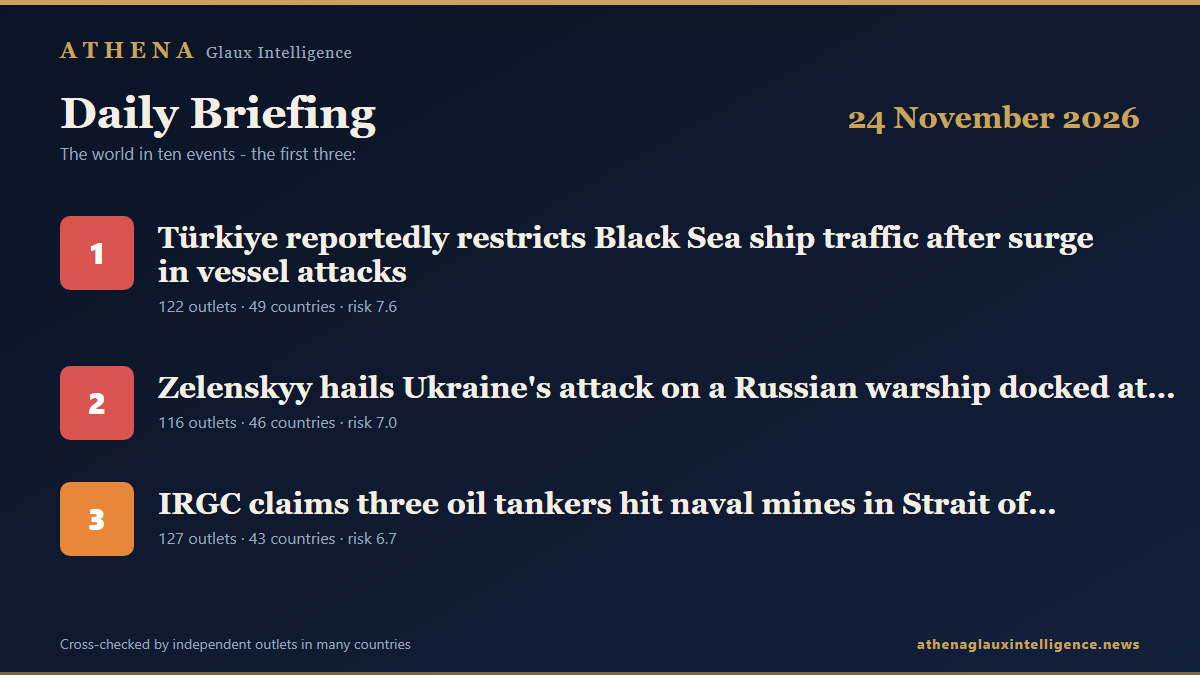 ATHENA Glaux Intelligence
Daily Briefing
24 November 2026
The world in ten events - the first three:
1
Türkiye reportedly restricts Black Sea ship traffic after surge
in vessel attacks
122 outlets · 49 countries · risk 7.6
2
Zelenskyy hails Ukraine's attack on a Russian warship docked at...
116 outlets · 46 countries · risk 7.0
3
IRGC claims three oil tankers hit naval mines in Strait of...
127 outlets · 43 countries · risk 6.7
Cross-checked by independent outlets in many countries
athenaglauxintelligence.news